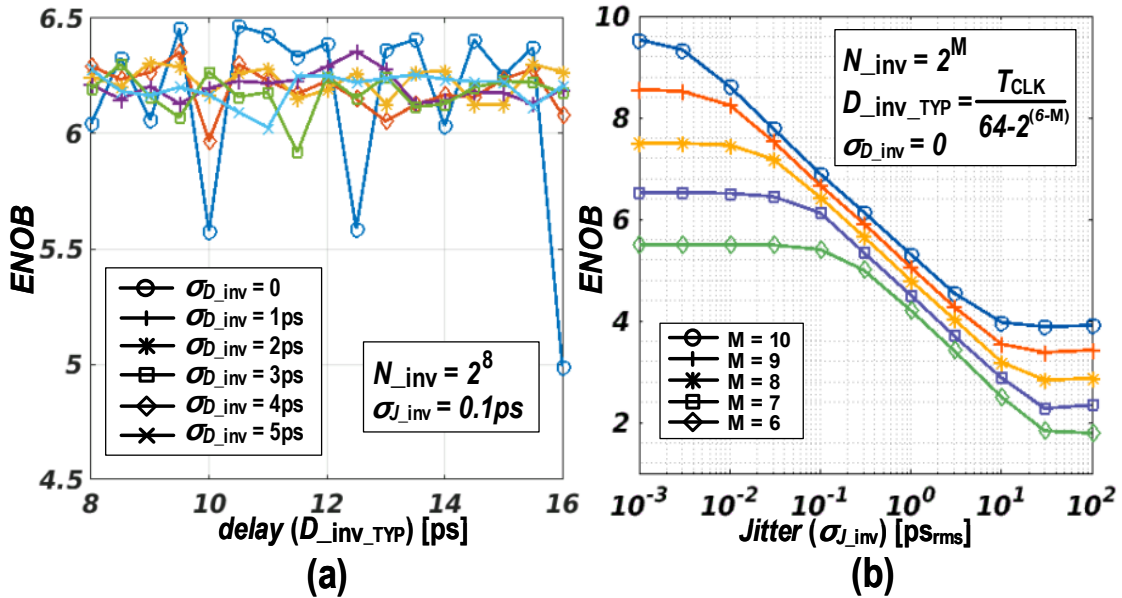 6.5
6
5.5
5
4.5
ENOB
σD_inv = 0
σD_inv = 1ps
σD_inv = 2ps
σD_inv = 3ps
σD_inv = 4ps
σD_inv = 5ps
N_inv = 2^8
σJ_inv = 0.1ps
8 10 12 14 16
delay (D_inv_TYP) [ps]
(a)
10
8
6
4
2
ENOB
N_inv = 2^M
D_inv_TYP = TCLK / 64-2^(6-M)
σD_inv = 0
M = 10
M = 9
M = 8
M = 7
M = 6
10^-3 10^-2 10^-1 10^0 10^1 10^2
Jitter (σJ_inv) [psrms]
(b)